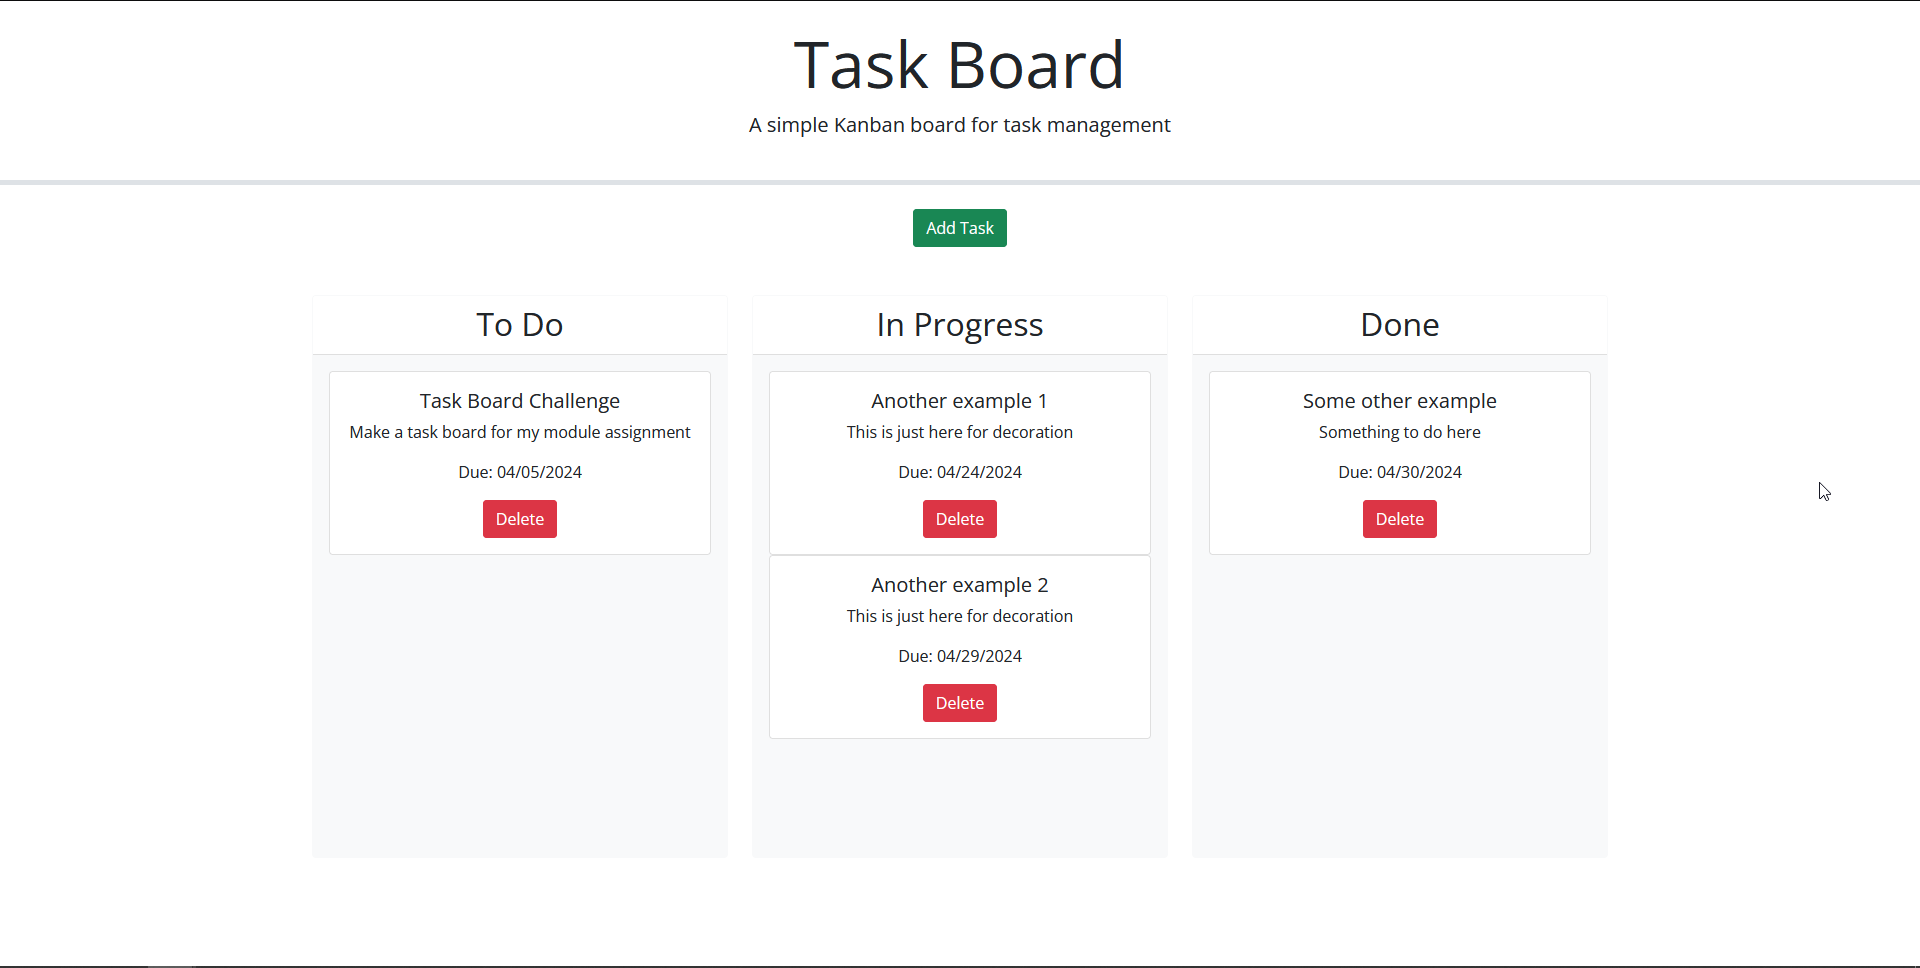 Task Board
A simple Kanban board for task management
Add Task
To Do
Task Board Challenge
Make a task board for my module assignment
Due: 04/05/2024
Delete
In Progress
Another example 1
This is just here for decoration
Due: 04/24/2024
Delete
Another example 2
This is just here for decoration
Due: 04/29/2024
Delete
Done
Some other example
Something to do here
Due: 04/30/2024
Delete